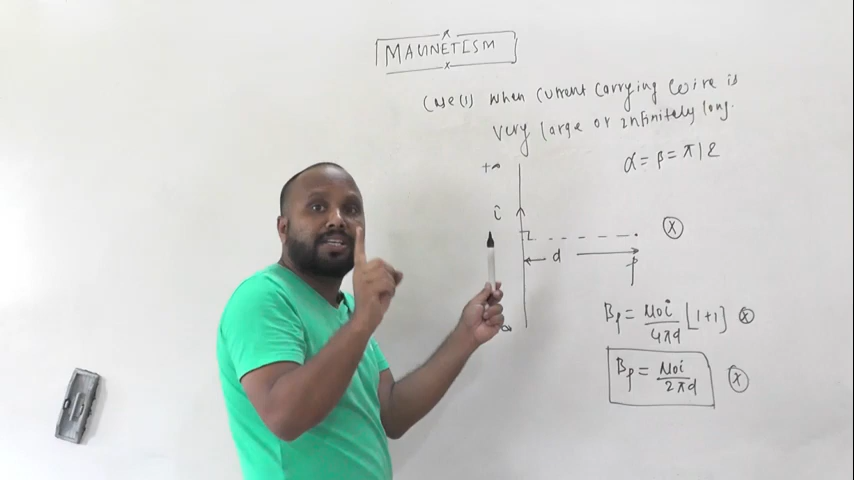 MAGNETISM
Case(1) When Current Carrying Wire is
Very large or infinitely long.
α = β = π/2
+∞
i
d
P
Bp = μ0i/4πd [1+1] ⊗
Bp = μ0i/2πd ⊗